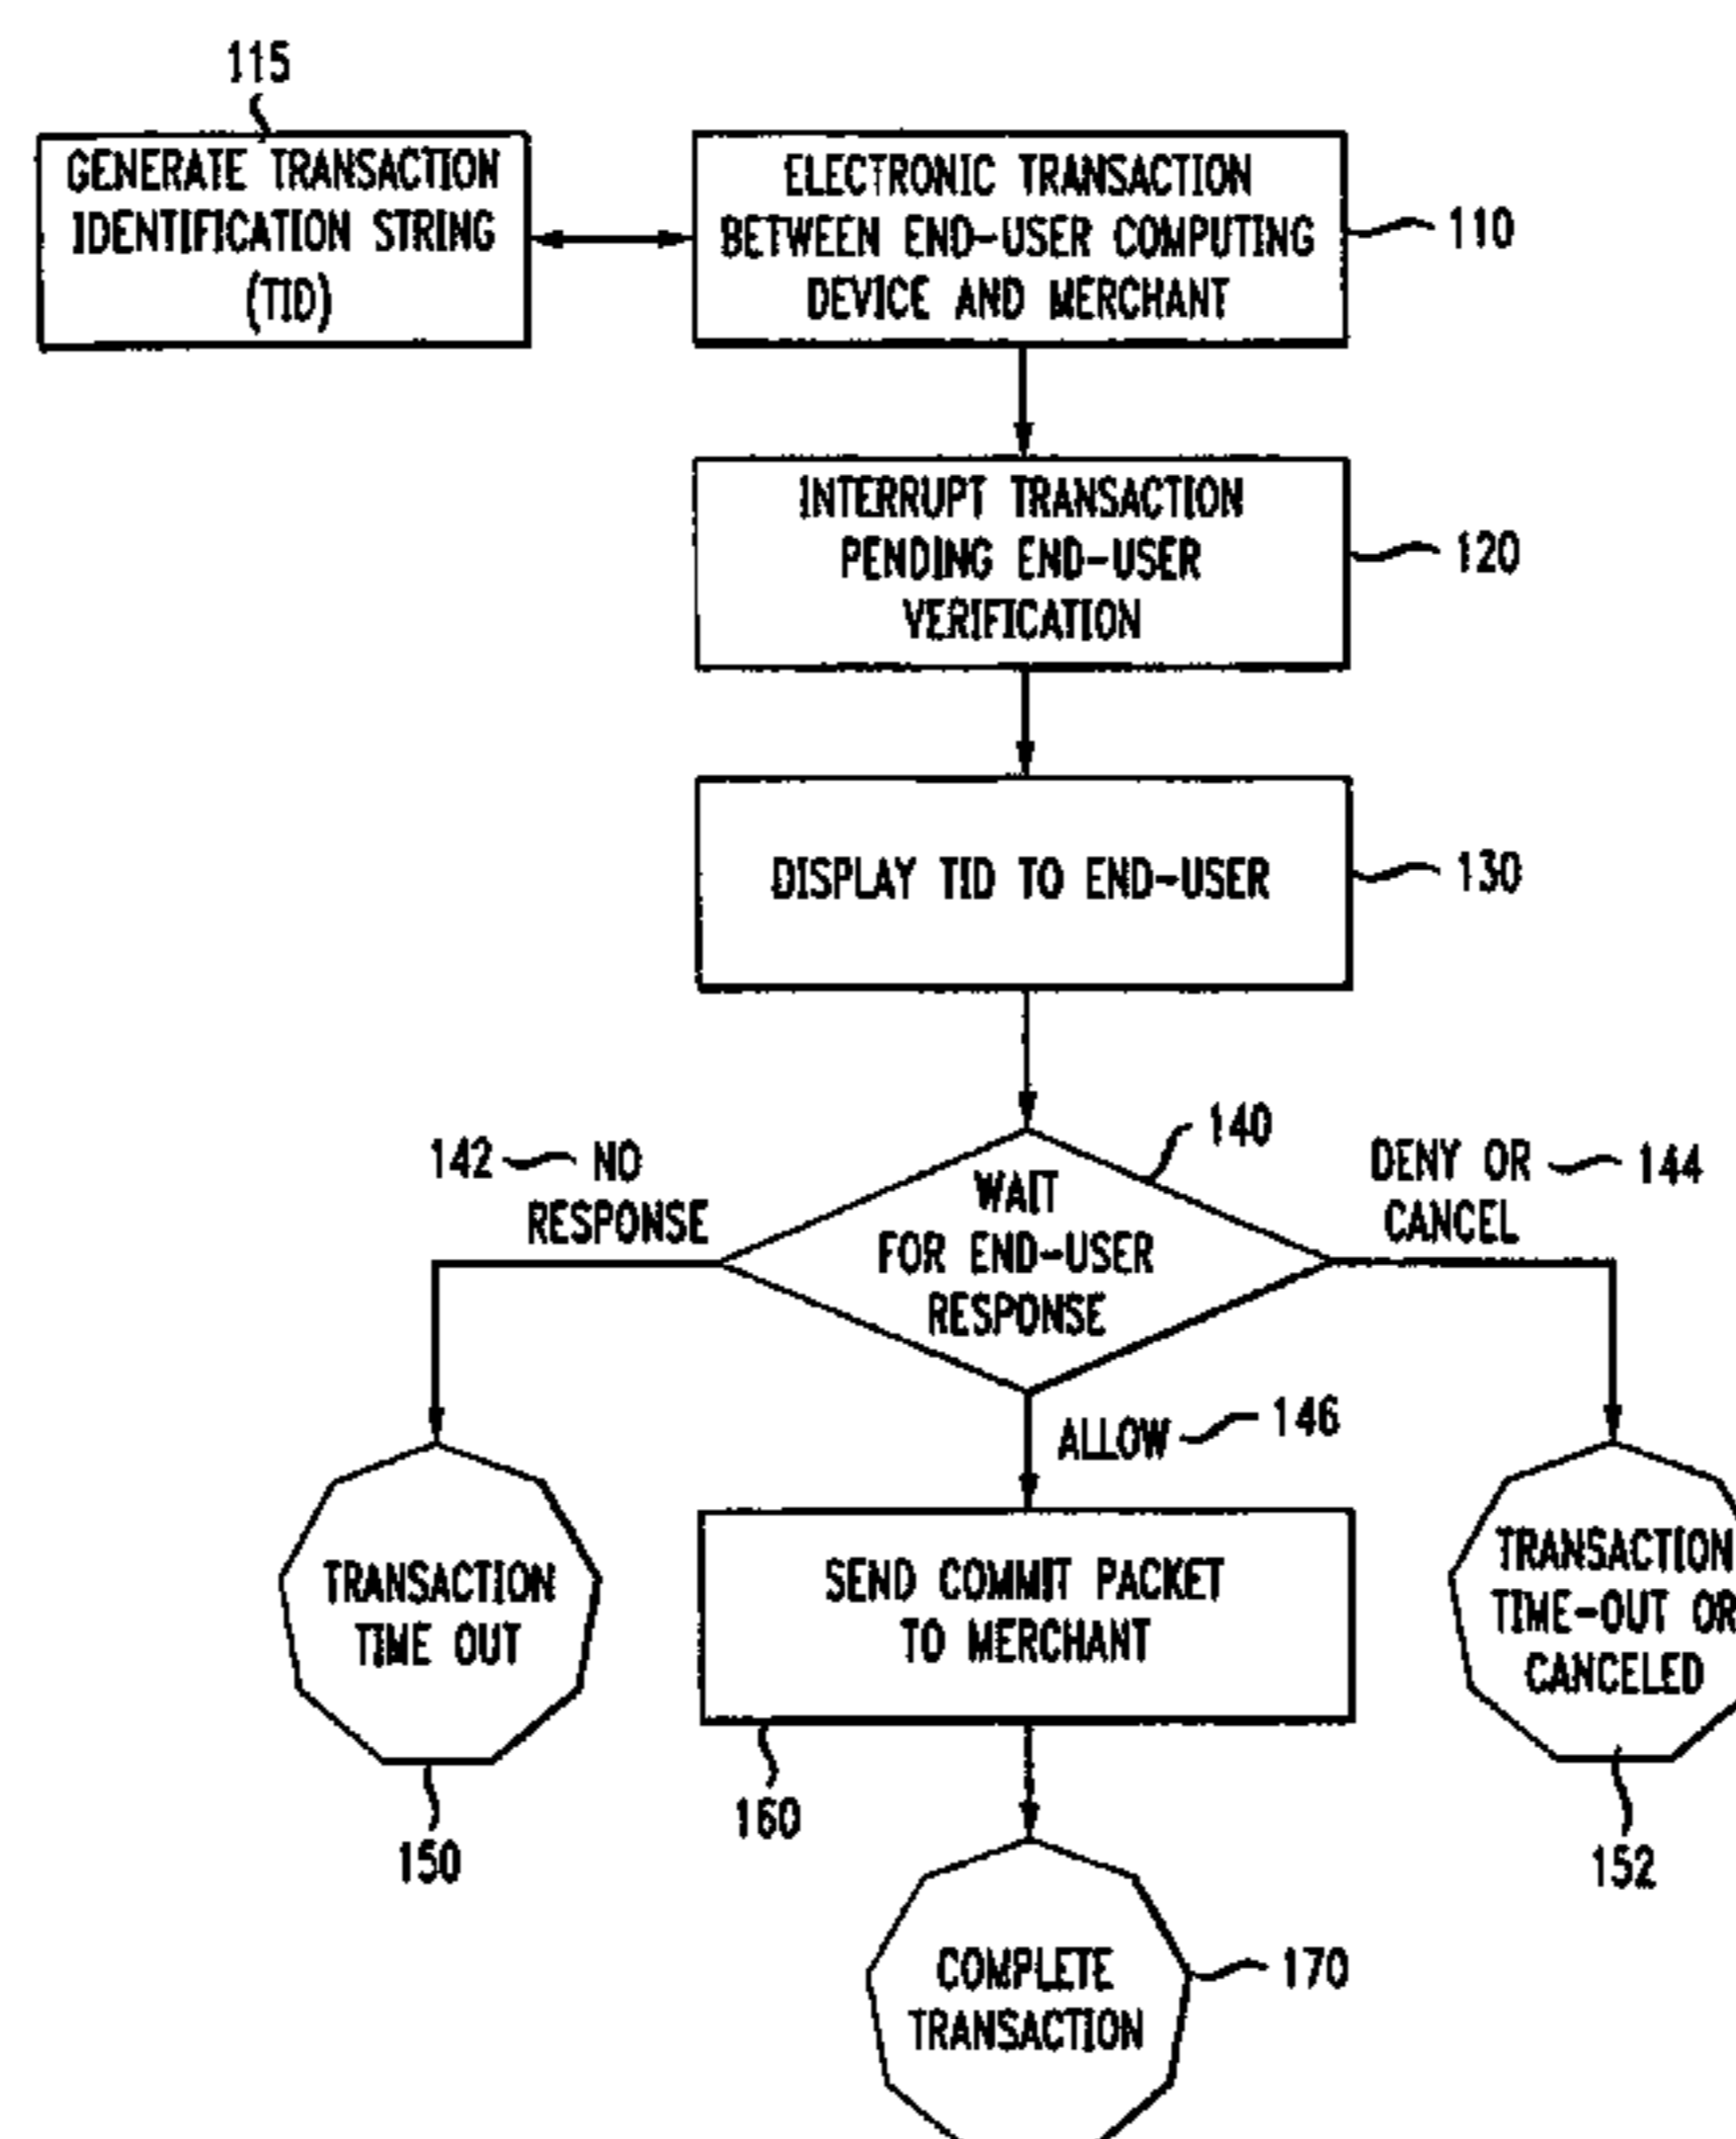 115
GENERATE TRANSACTION
IDENTIFICATION STRING
(TID)
ELECTRONIC TRANSACTION
BETWEEN END-USER COMPUTING
DEVICE AND MERCHANT
110
INTERRUPT TRANSACTION
PENDING END-USER
VERIFICATION
120
DISPLAY TID TO END-USER
130
140
WAIT
FOR END-USER
RESPONSE
142
NO
RESPONSE
DENY OR
CANCEL
144
ALLOW
146
TRANSACTION
TIME OUT
150
SEND COMMIT PACKET
TO MERCHANT
160
TRANSACTION
TIME-OUT OR
CANCELED
152
COMPLETE
TRANSACTION
170